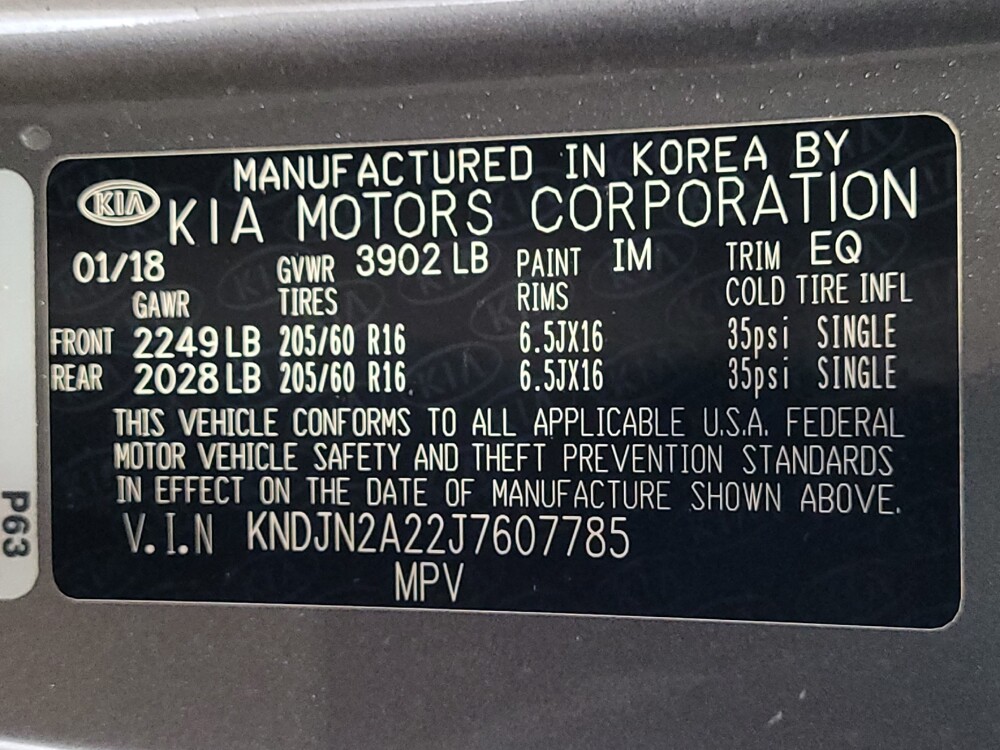 MANUFACTURED IN KOREA BY
KIA KIA MOTORS CORPORATION
01/18 GVWR 3902 LB PAINT IM TRIM EQ
GAWR TIRES RIMS COLD TIRE INFL
FRONT 2249 LB 205/60 R16 6.5JX16 35psi SINGLE
REAR 2028 LB 205/60 R16 6.5JX16 35psi SINGLE
THIS VEHICLE CONFORMS TO ALL APPLICABLE U.S.A. FEDERAL
MOTOR VEHICLE SAFETY AND THEFT PREVENTION STANDARDS
IN EFFECT ON THE DATE OF MANUFACTURE SHOWN ABOVE.
V.I.N KNDJN2A22J7607785
MPV
P63